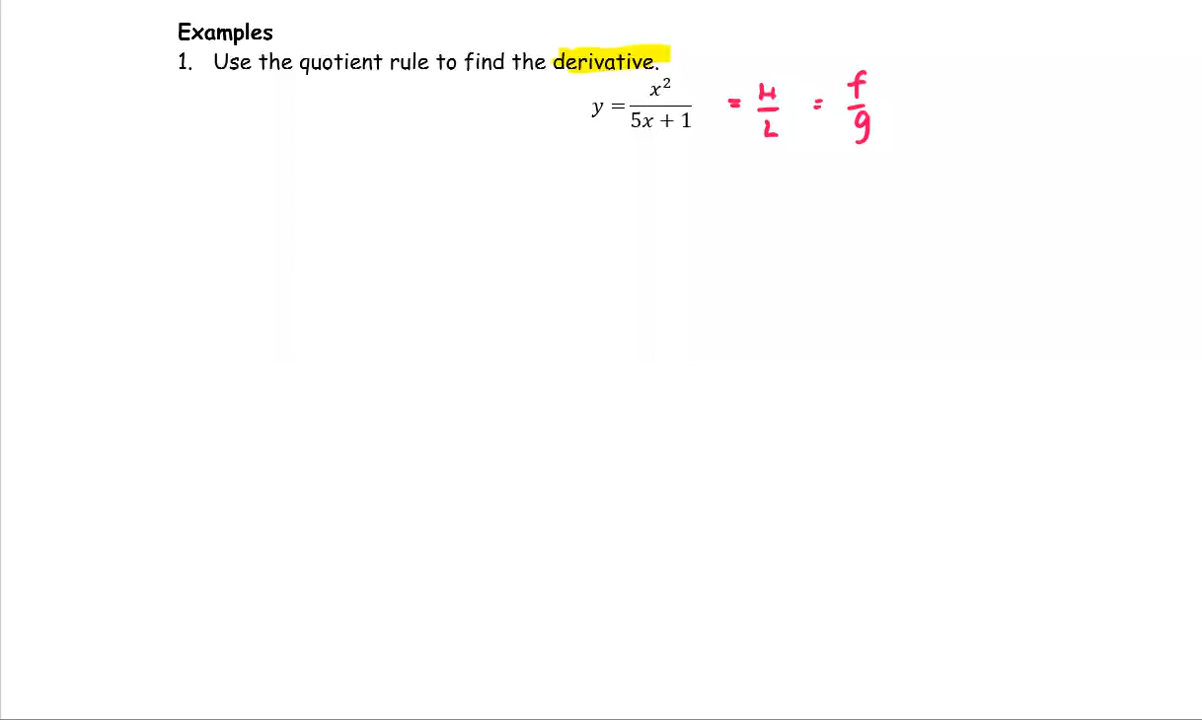 Examples
1. Use the quotient rule to find the derivative.
y = x²/(5x + 1) = H/L = f/g